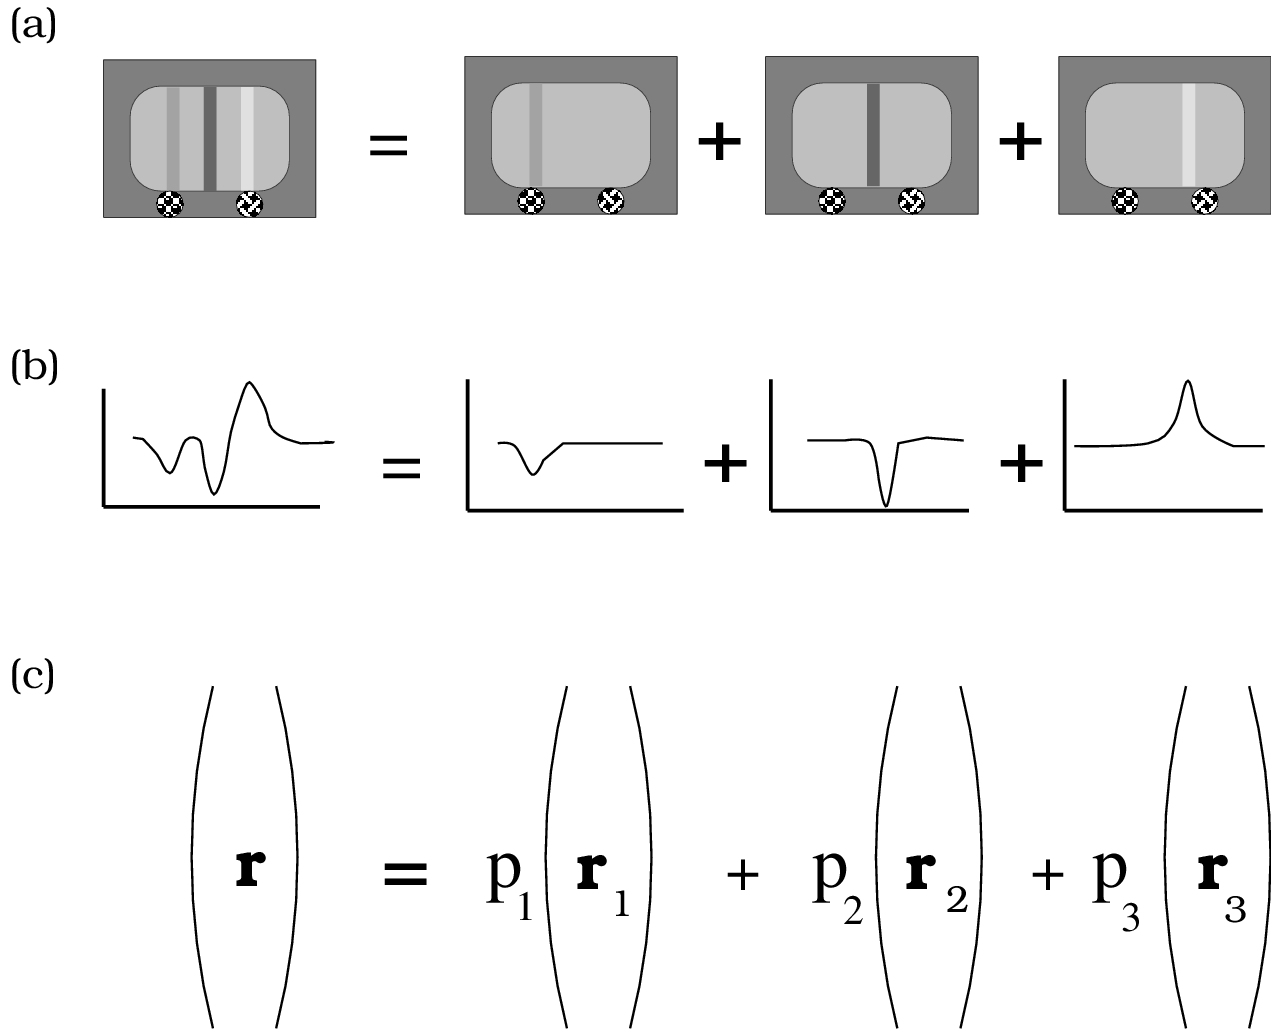 (a)
= + +
(b)
= + +
(c)
r = p1 r1 + p2 r2 + p3 r3